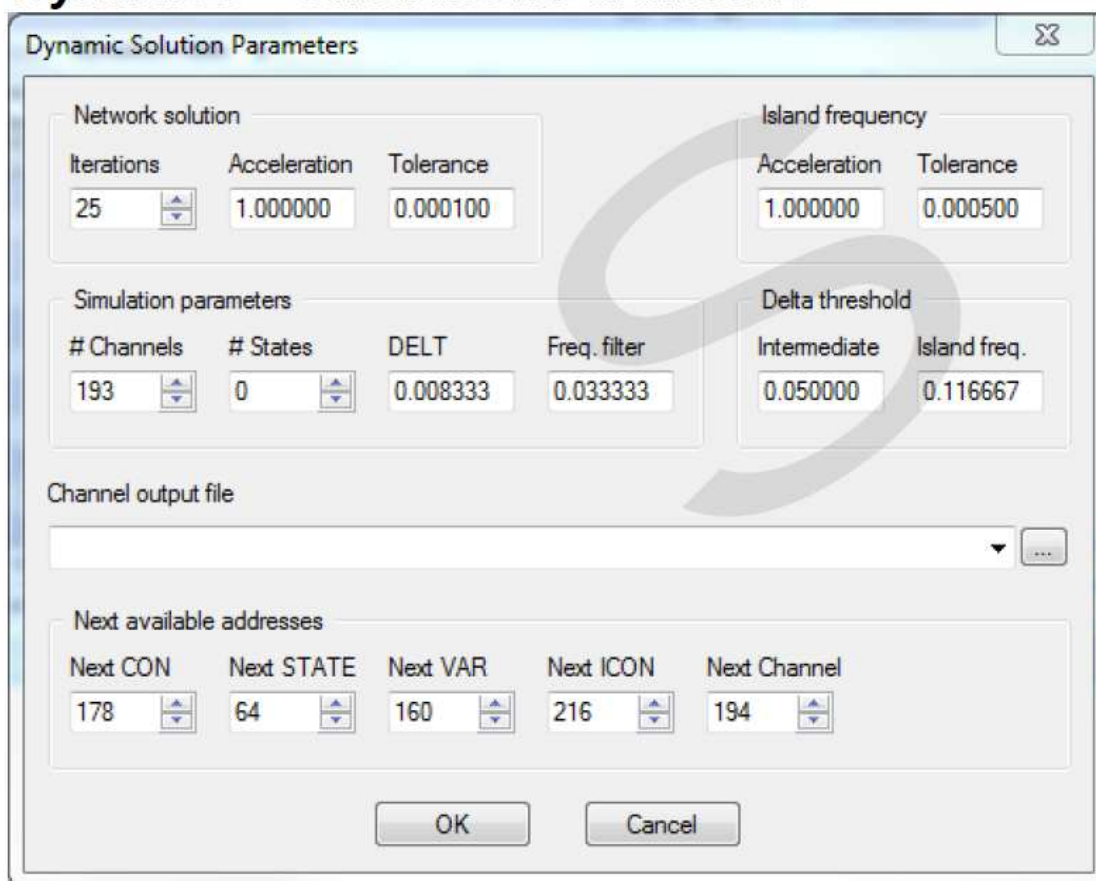 Dynamic Solution Parameters
Network solution
Island frequency
Iterations Acceleration Tolerance
Acceleration Tolerance
25 1.000000 0.000100
1.000000 0.000500
Simulation parameters
Delta threshold
# Channels # States DELT Freq. filter
Intermediate Island freq.
193 0 0.008333 0.033333
0.050000 0.116667
Channel output file
...
Next available addresses
Next CON Next STATE Next VAR Next ICON Next Channel
178 64 160 216 194
OK Cancel